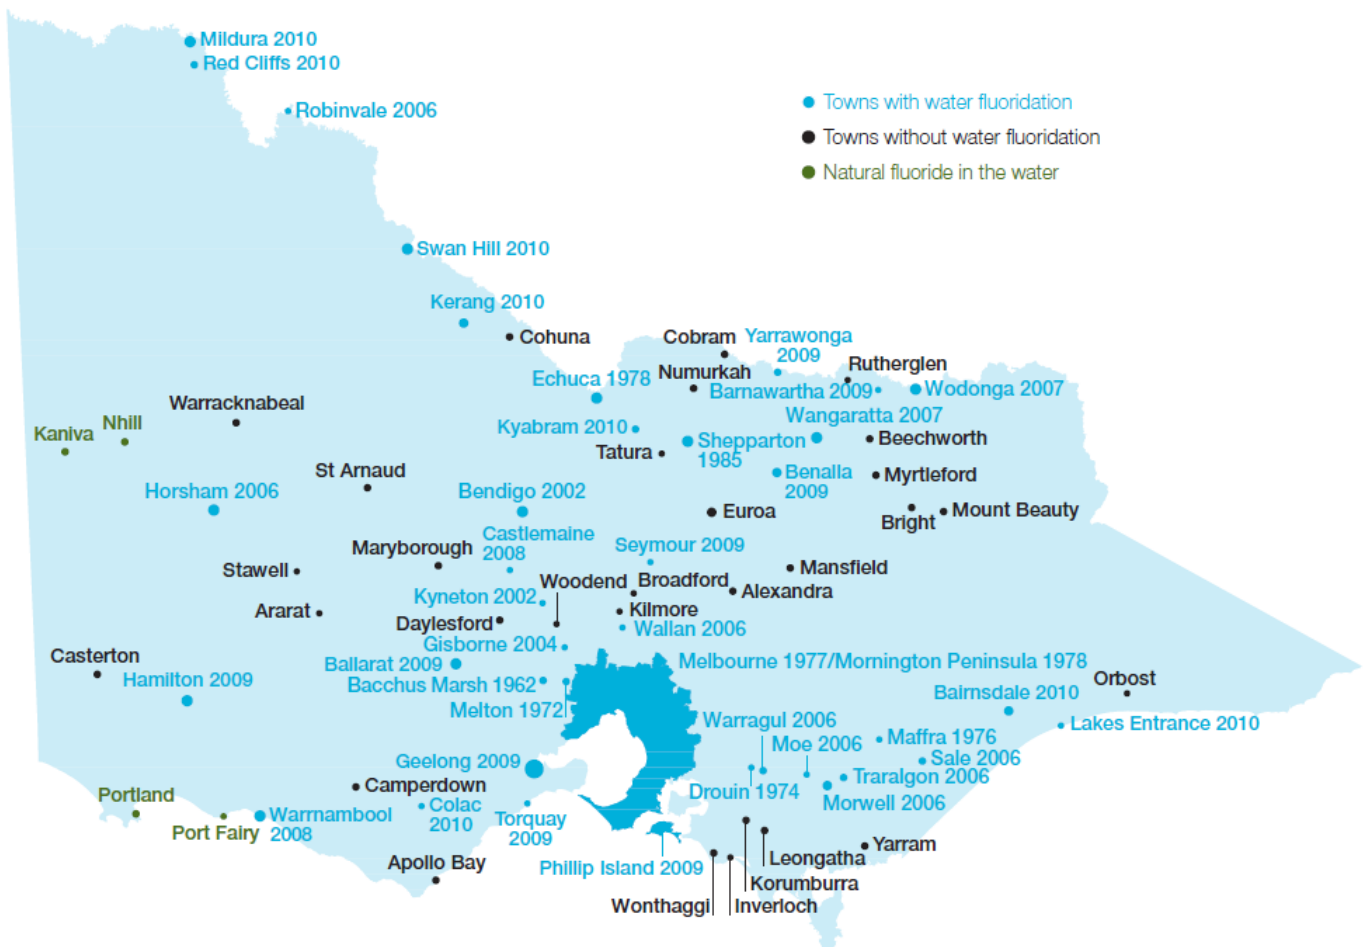 Mildura 2010
Red Cliffs 2010
Robinvale 2006
Towns with water fluoridation
Towns without water fluoridation
Natural fluoride in the water
Swan Hill 2010
Kerang 2010
Cohuna
Cobram
Yarrawonga
2009
Rutherglen
Numurkah
Echuca 1978
Barnawartha 2009
Wodonga 2007
Warracknabeal
Wangaratta 2007
Nhill
Kaniva
Kyabram 2010
Shepparton
1985
Beechworth
Tatura
St Arnaud
Benalla
2009
Myrtleford
Horsham 2006
Bendigo 2002
Euroa
Bright
Mount Beauty
Castlemaine
2008
Maryborough
Seymour 2009
Stawell
Mansfield
Woodend
Broadford
Alexandra
Kyneton 2002
Ararat
Kilmore
Daylesford
Wallan 2006
Gisborne 2004
Casterton
Ballarat 2009
Melbourne 1977/Mornington Peninsula 1978
Hamilton 2009
Bacchus Marsh 1962
Orbost
Bairnsdale 2010
Melton 1972
Warragul 2006
Lakes Entrance 2010
Moe 2006
Maffra 1976
Geelong 2009
Sale 2006
Traralgon 2006
Camperdown
Drouin 1974
Morwell 2006
Portland
Colac
2010
Warrnambool
2008
Torquay
2009
Port Fairy
Yarram
Apollo Bay
Phillip Island 2009
Leongatha
Korumburra
Wonthaggi
Inverloch